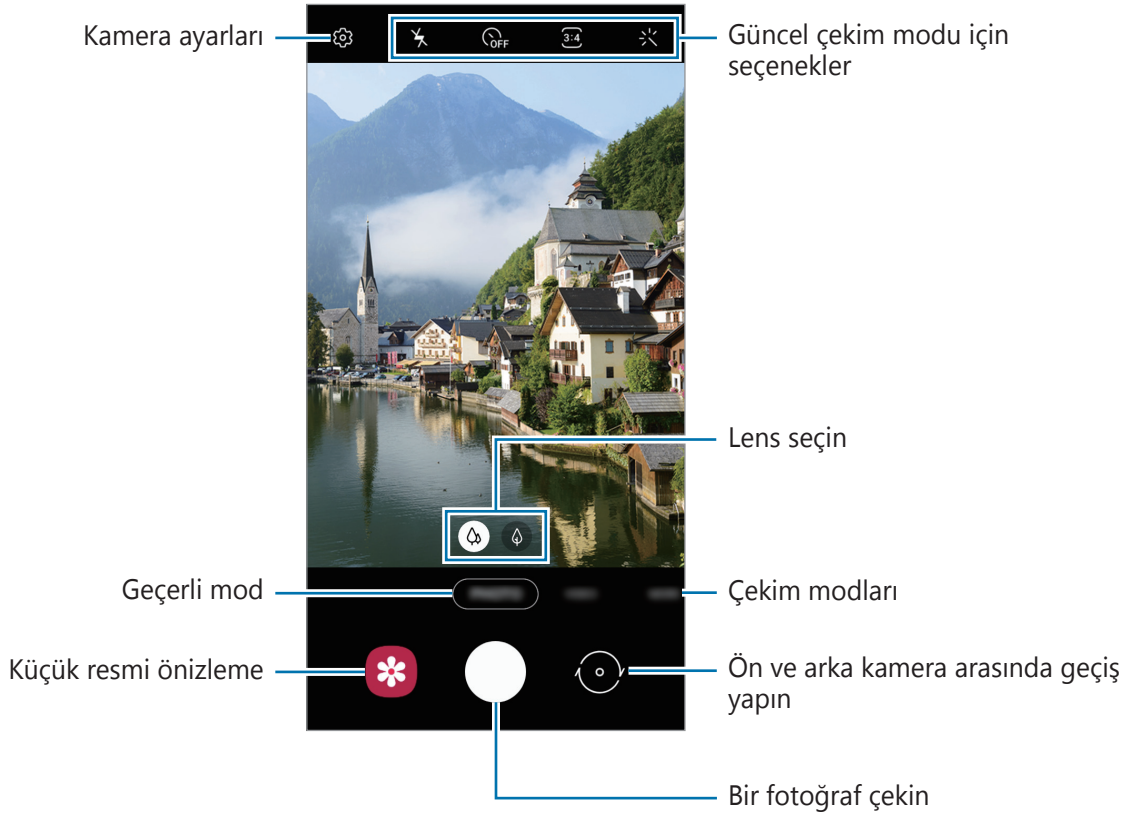 Kamera ayarları
OFF
3:4
Güncel çekim modu için
seçenekler
Lens seçin
Geçerli mod
Çekim modları
Küçük resmi önizleme
Ön ve arka kamera arasında geçiş
yapın
Bir fotoğraf çekin